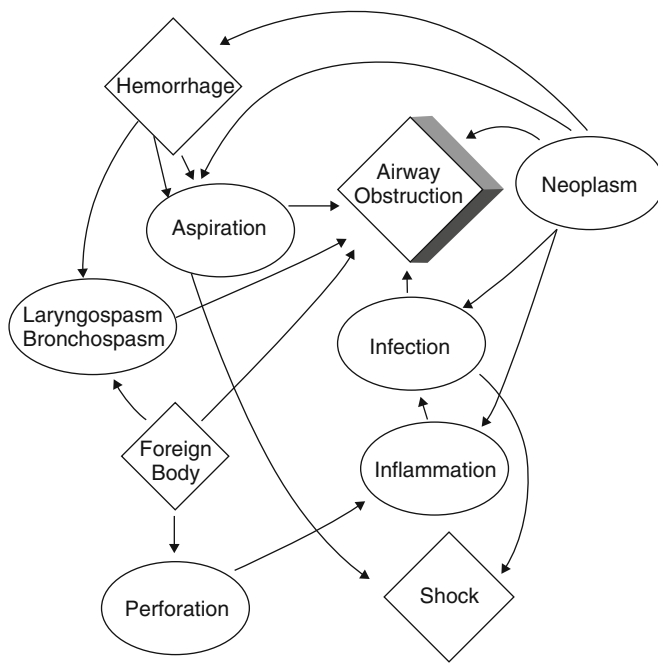 Hemorrhage
Airway
Obstruction
Neoplasm
Aspiration
Laryngospasm
Bronchospasm
Infection
Foreign
Body
Inflammation
Perforation
Shock